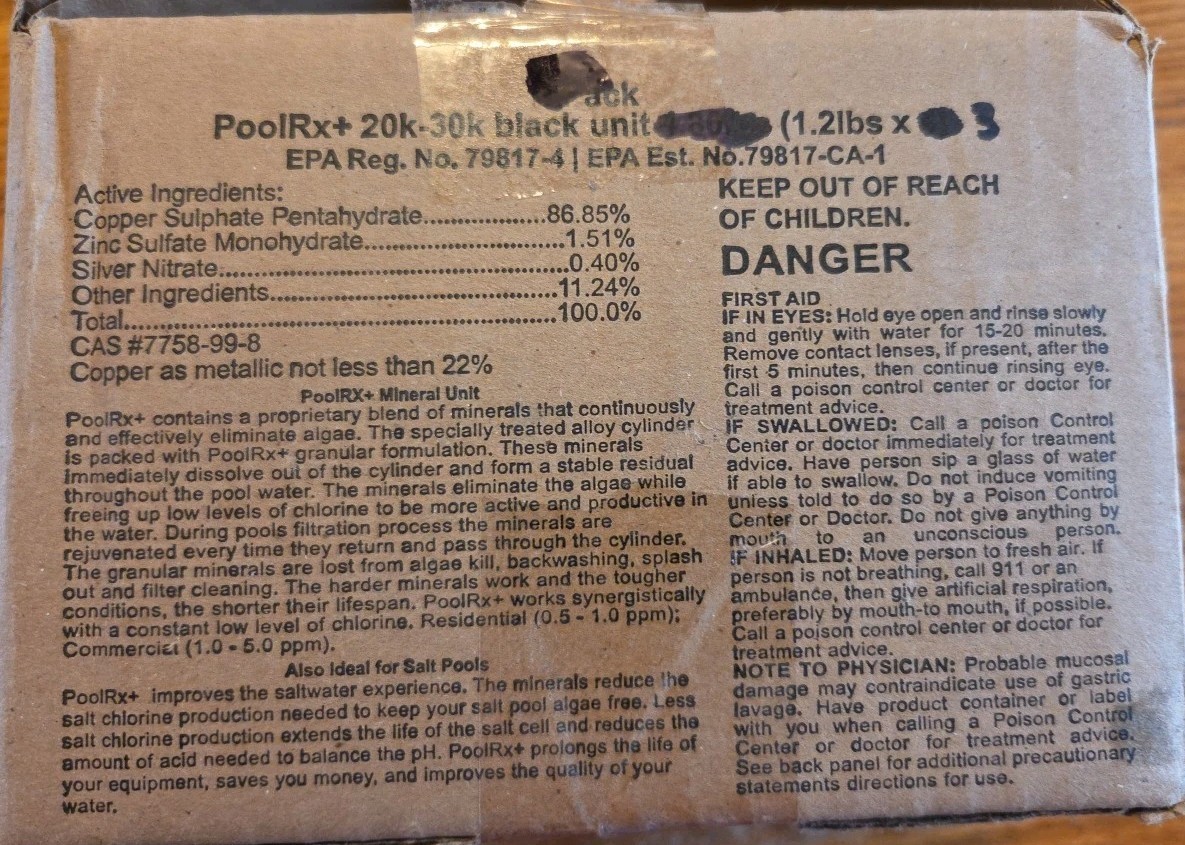 ack
PoolRx+ 20k-30k black unit (1.2lbs x 3
EPA Reg. No. 79817-4 | EPA Est. No.79817-CA-1
Active Ingredients:
Copper Sulphate Pentahydrate..................86.85%
Zinc Sulfate Monohydrate.............................1.51%
Silver Nitrate..................................................0.40%
Other Ingredients.........................................11.24%
Total..............................................................100.0%
CAS #7758-99-8
Copper as metallic not less than 22%
PoolRX+ Mineral Unit
PoolRx+ contains a proprietary blend of minerals that continuously
and effectively eliminate algae. The specially treated alloy cylinder
is packed with PoolRx+ granular formulation. These minerals
immediately dissolve out of the cylinder and form a stable residual
throughout the pool water. The minerals eliminate the algae while
freeing up low levels of chlorine to be more active and productive in
the water. During pools filtration process the minerals are
rejuvenated every time they return and pass through the cylinder.
The granular minerals are lost from algae kill, backwashing, splash
out and filter cleaning. The harder minerals work and the tougher
conditions, the shorter their lifespan. PoolRx+ works synergistically
with a constant low level of chlorine. Residential (0.5 - 1.0 ppm);
Commercial (1.0 - 5.0 ppm).
Also Ideal for Salt Pools
PoolRx+ improves the saltwater experience. The minerals reduce the
salt chlorine production needed to keep your salt pool algae free. Less
salt chlorine production extends the life of the salt cell and reduces the
amount of acid needed to balance the pH. PoolRx+ prolongs the life of
your equipment, saves you money, and improves the quality of your
water.
KEEP OUT OF REACH
OF CHILDREN.
DANGER
FIRST AID
IF IN EYES: Hold eye open and rinse slowly
and gently with water for 15-20 minutes.
Remove contact lenses, if present, after the
first 5 minutes, then continue rinsing eye.
Call a poison control center or doctor for
treatment advice.
IF SWALLOWED: Call a poison Control
Center or doctor immediately for treatment
advice. Have person sip a glass of water
if able to swallow. Do not induce vomiting
unless told to do so by a Poison Control
Center or Doctor. Do not give anything by
mouth to an unconscious person.
IF INHALED: Move person to fresh air. If
person is not breathing, call 911 or an
ambulance, then give artificial respiration,
preferably by mouth-to mouth, if possible.
Call a poison control center or doctor for
treatment advice.
NOTE TO PHYSICIAN: Probable mucosal
damage may contraindicate use of gastric
lavage. Have product container or label
with you when calling a Poison Control
Center or doctor for treatment advice.
See back panel for additional precautionary
statements directions for use.